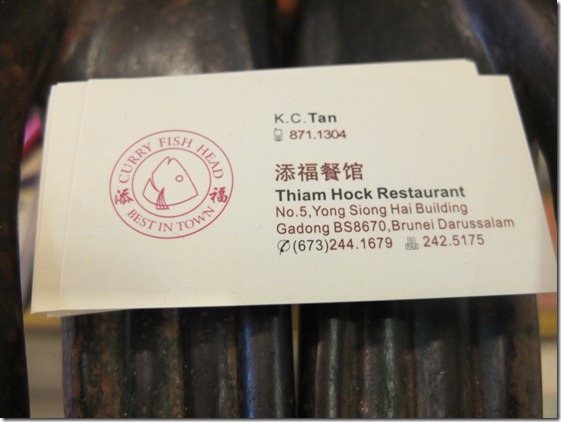 CURRY FISH HEAD
添 福
BEST IN TOWN
K.C.Tan
871.1304
添福餐馆
Thiam Hock Restaurant
No.5,Yong Siong Hai Building
Gadong BS8670,Brunei Darussalam
(673)244.1679 242.5175